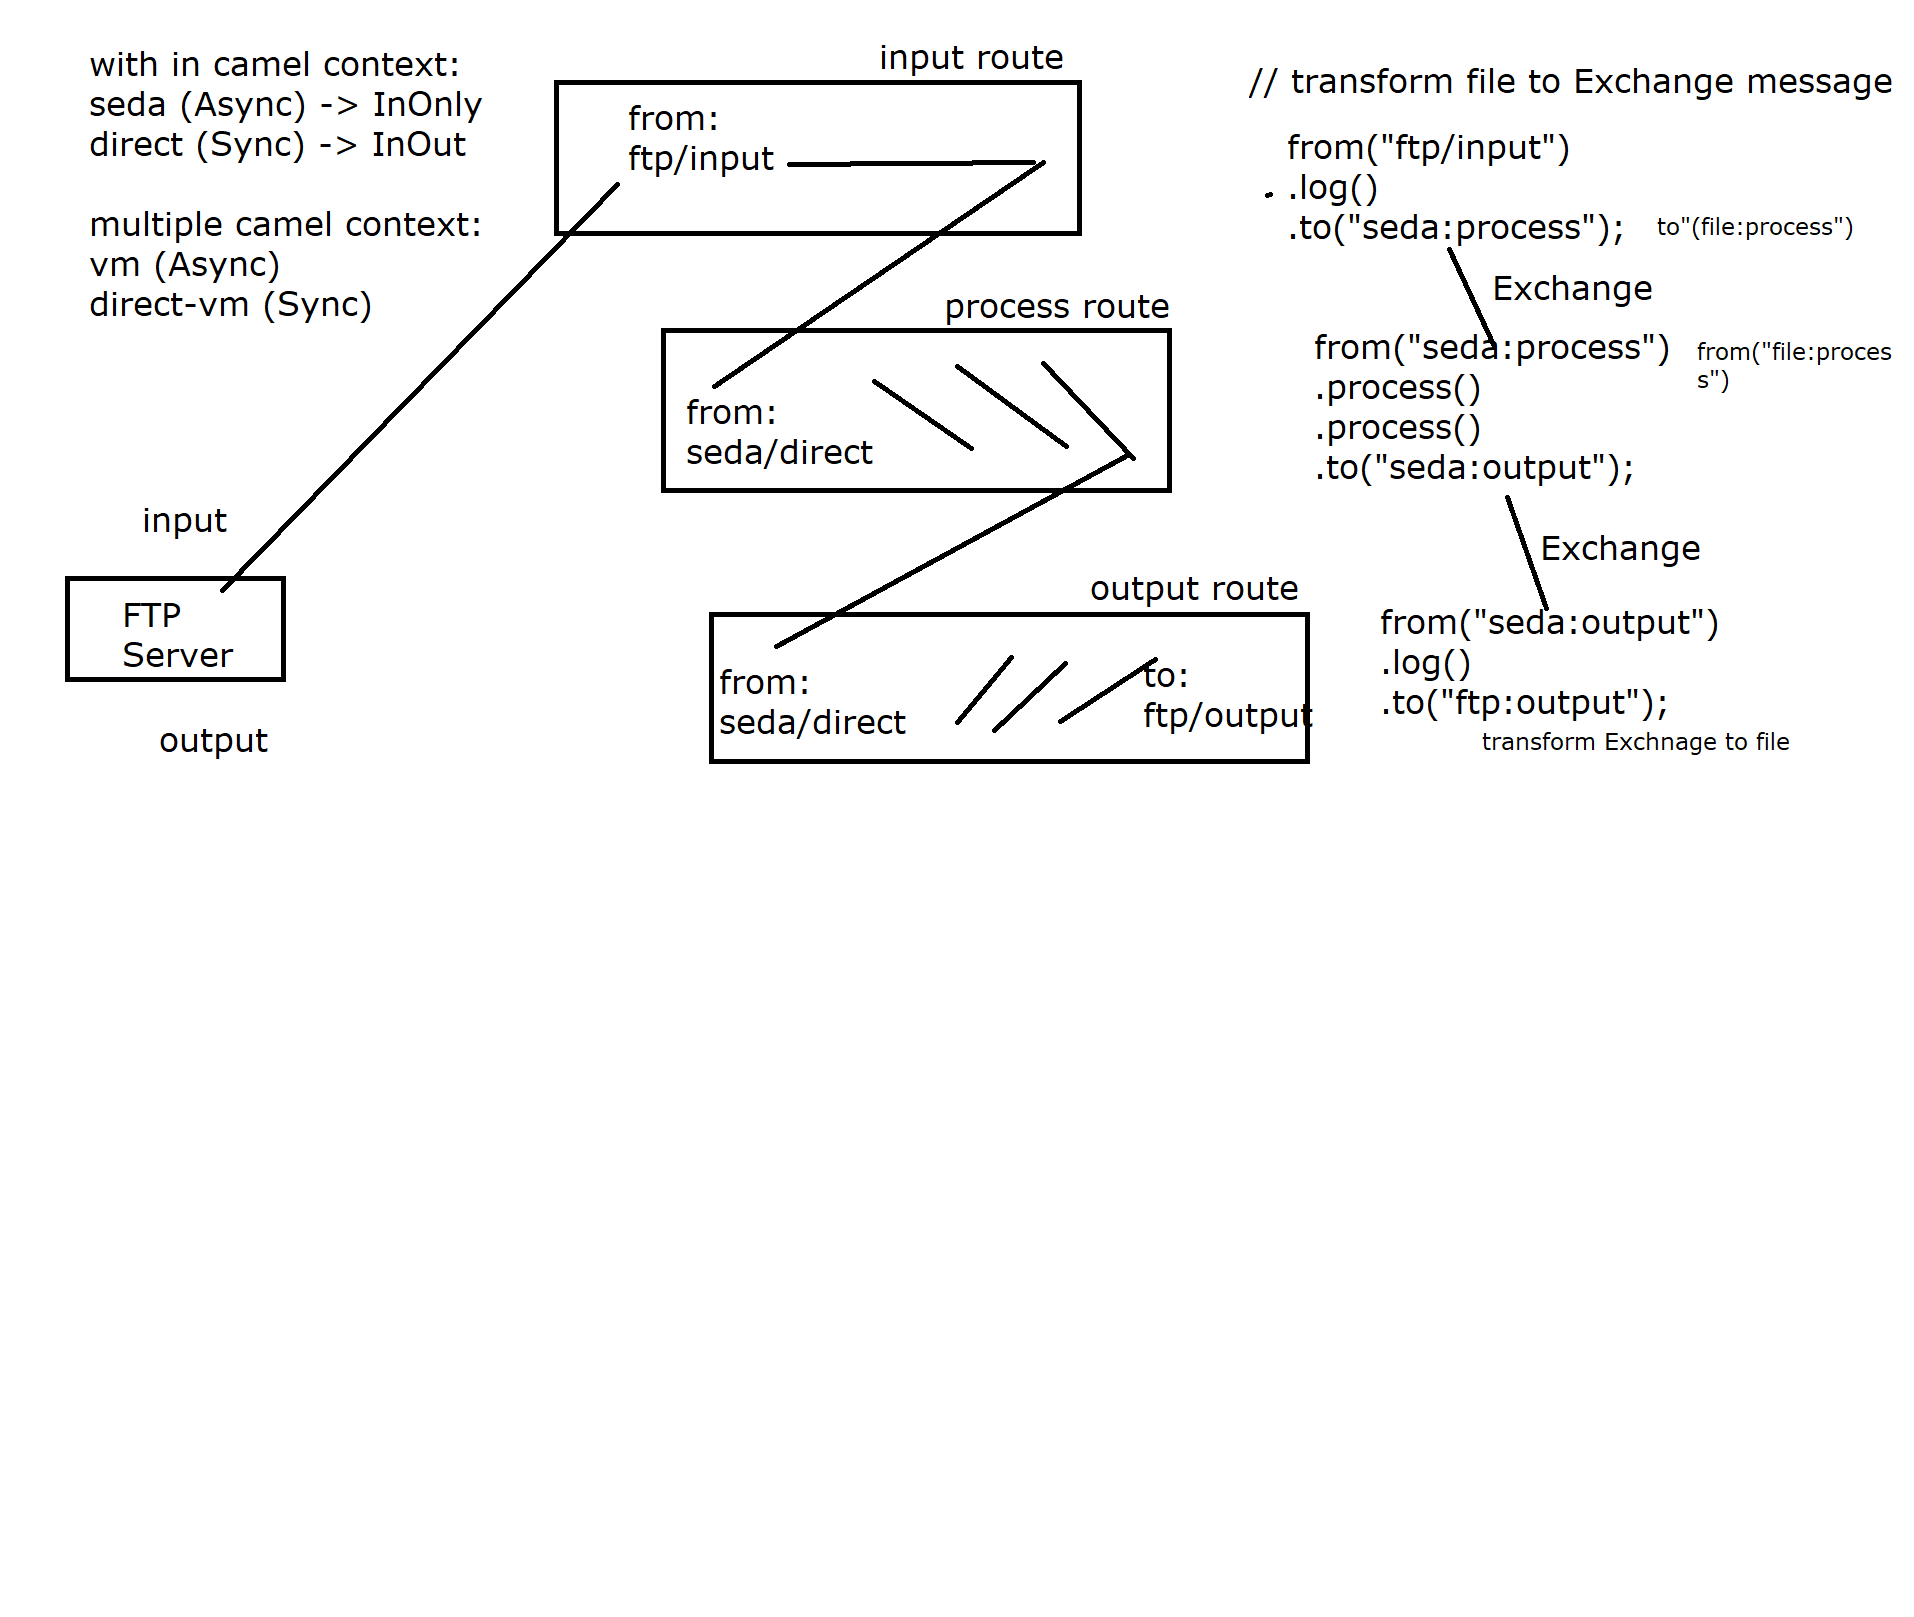 with in camel context:
seda (Async) -> InOnly
direct (Sync) -> InOut
multiple camel context:
vm (Async)
direct-vm (Sync)
input
FTP
Server
output
input route
from:
ftp/input
process route
from:
seda/direct
output route
from:
seda/direct
to:
ftp/output
// transform file to Exchange message
from("ftp/input")
.log()
.to("seda:process");
to"(file:process")
Exchange
from("seda:process")
.process()
.process()
.to("seda:output");
from("file:proces
s")
Exchange
from("seda:output")
.log()
.to("ftp:output");
transform Exchnage to file